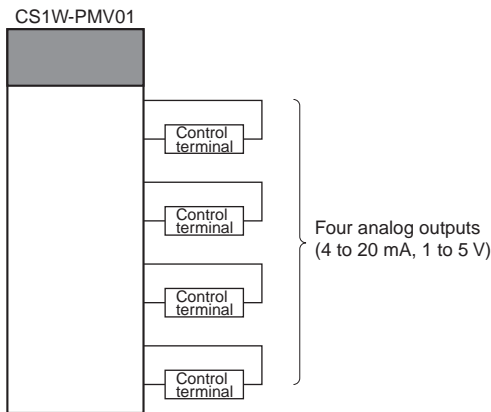 CS1W-PMV01
Control
terminal
Control
terminal
Control
terminal
Control
terminal
Four analog outputs
(4 to 20 mA, 1 to 5 V)